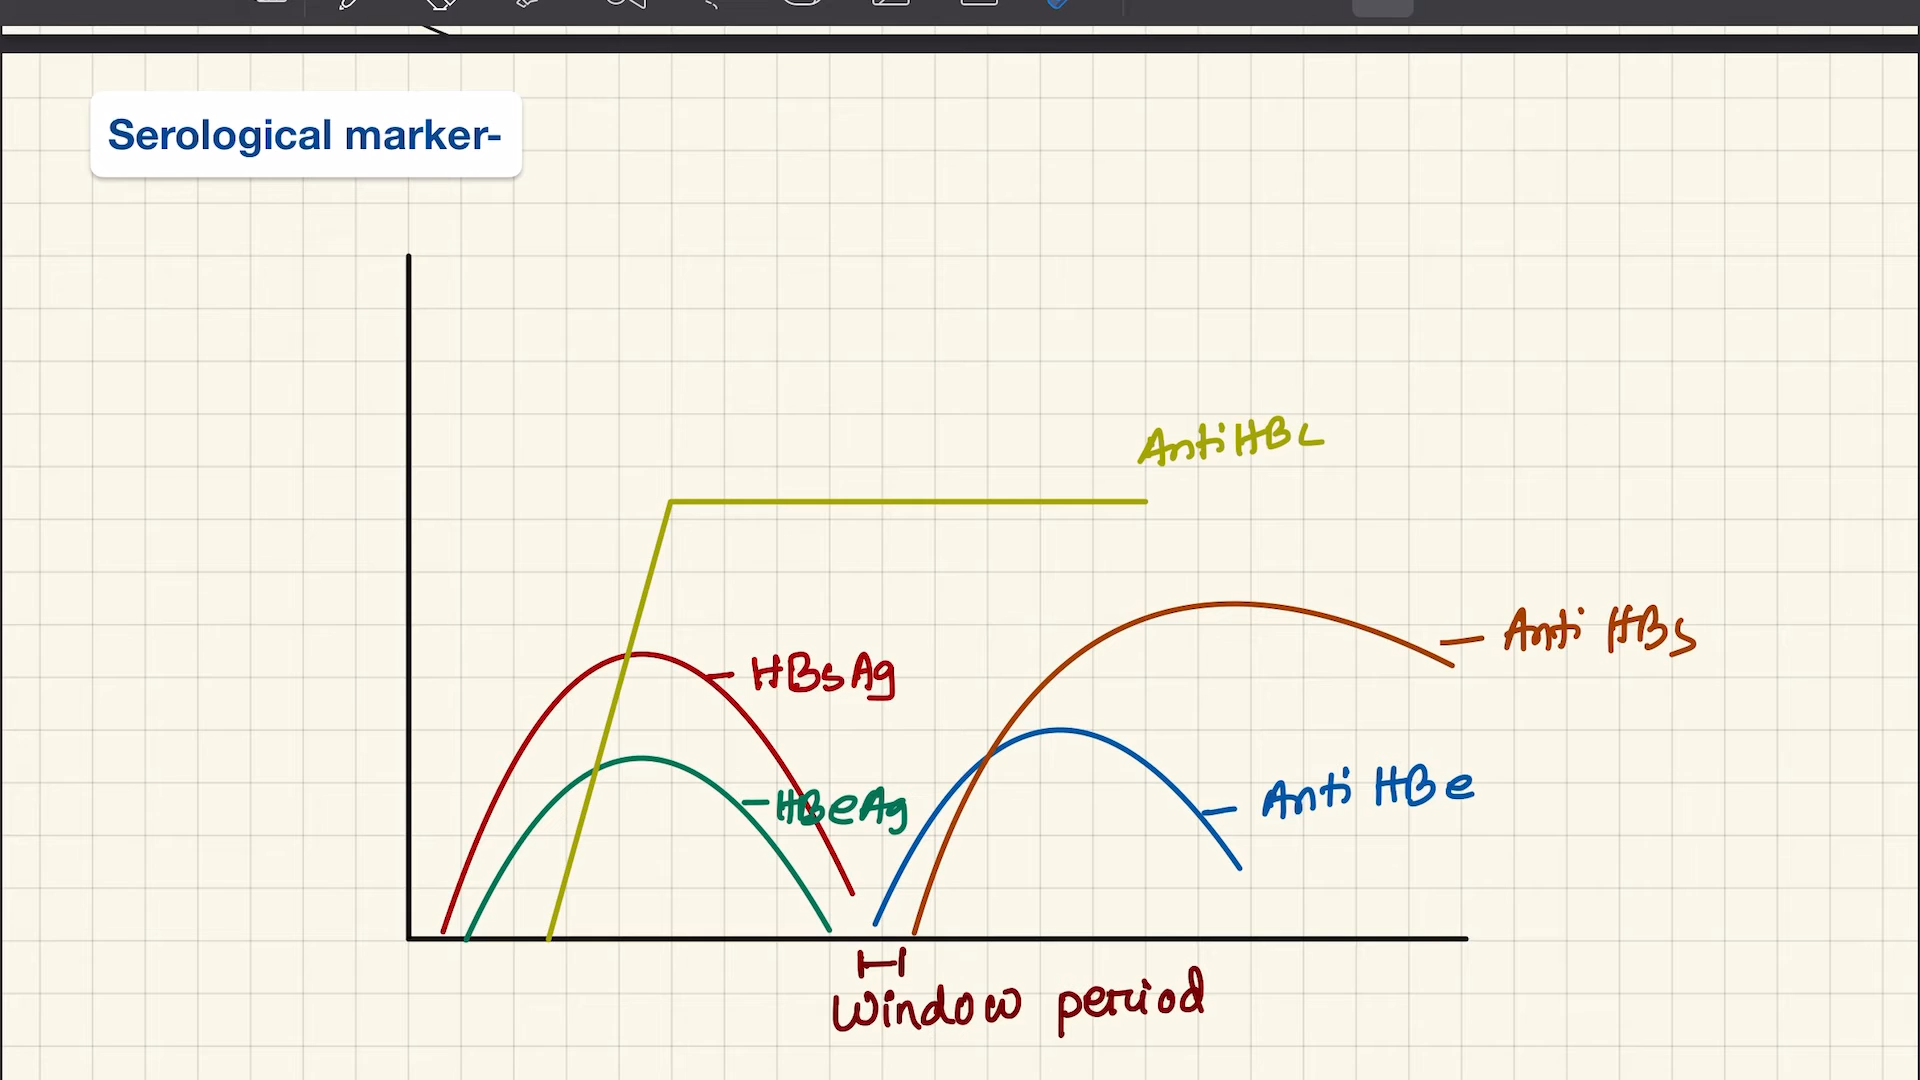 Serological marker-
Anti HBc
Anti HBs
HBsAg
Anti HBe
HBeAg
Window period